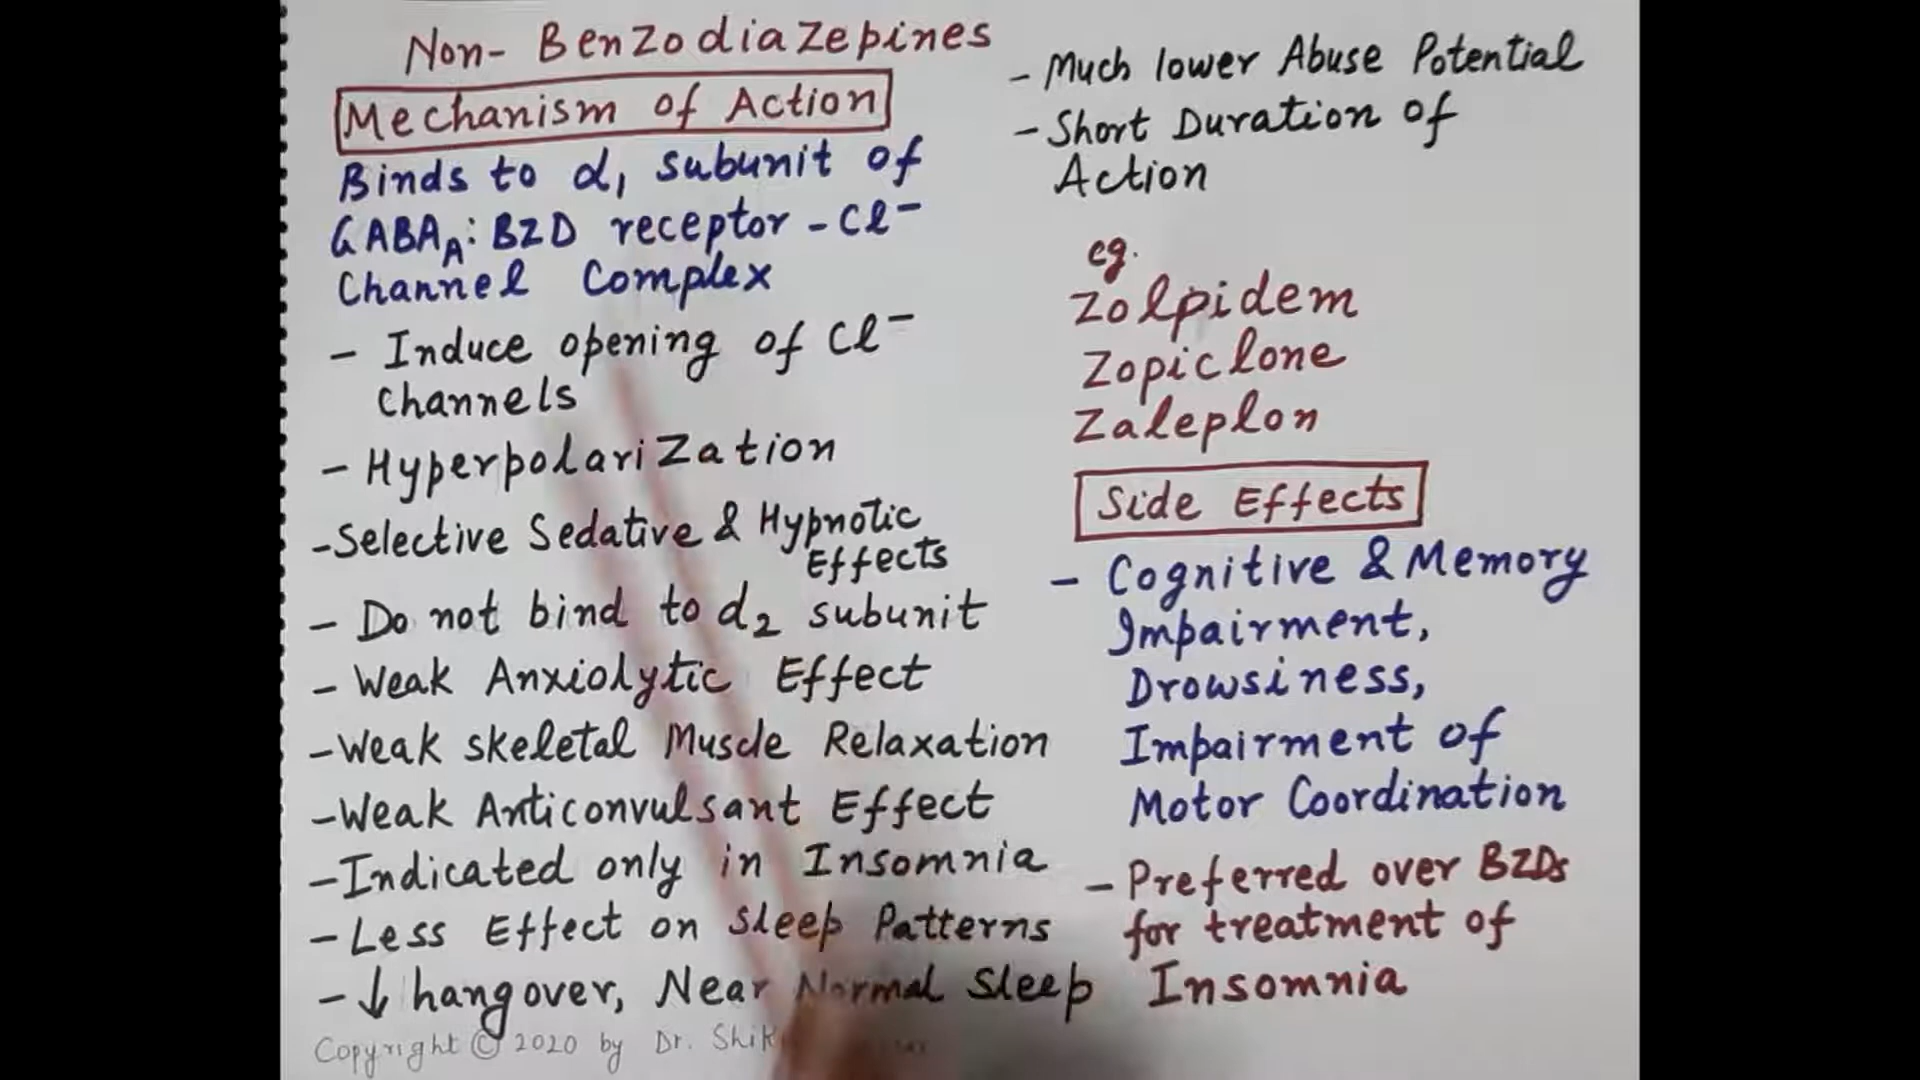 Non-Benzodiazepines
Mechanism of Action
Binds to α1 subunit of
GABAA: BZD receptor - Cl⁻
Channel Complex
- Induce opening of Cl⁻
Channels
- Hyperpolarization
- Selective Sedative & Hypnotic
Effects
- Do not bind to α2 subunit
- Weak Anxiolytic Effect
- Weak Skeletal Muscle Relaxation
- Weak Anticonvulsant Effect
- Indicated only in Insomnia
- Less Effect on Sleep Patterns
- ↓ hangover, Near Normal Sleep
Copyright © 2020 by Dr.
- Much lower Abuse Potential
- Short Duration of
Action
eg.
Zolpidem
Zopiclone
Zaleplon
Side Effects
- Cognitive & Memory
Impairment,
Drowsiness,
Impairment of
Motor Coordination
- Preferred over BZDs
for treatment of
Insomnia